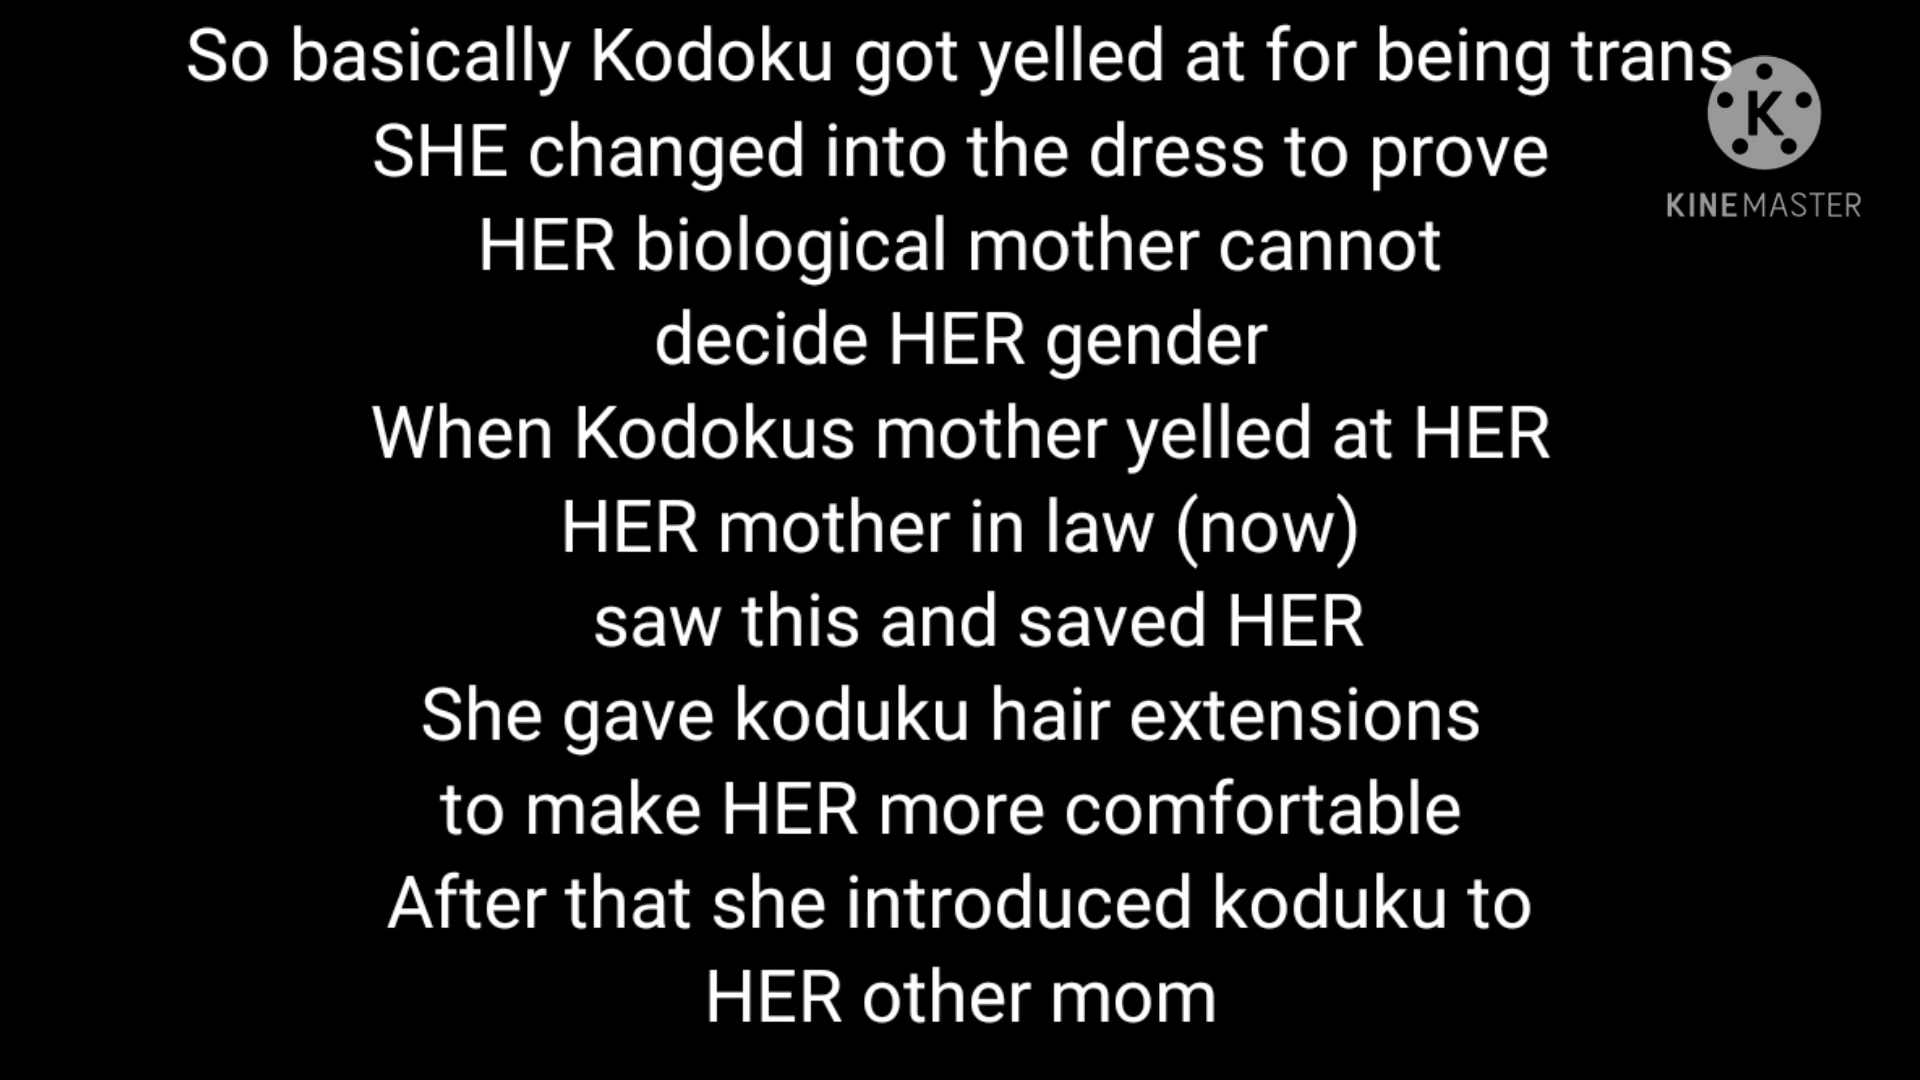 So basically Kodoku got yelled at for being trans
SHE changed into the dress to prove
HER biological mother cannot
decide HER gender
When Kodokus mother yelled at HER
HER mother in law (now)
saw this and saved HER
She gave koduku hair extensions
to make HER more comfortable
After that she introduced koduku to
HER other mom
K
KINEMASTER